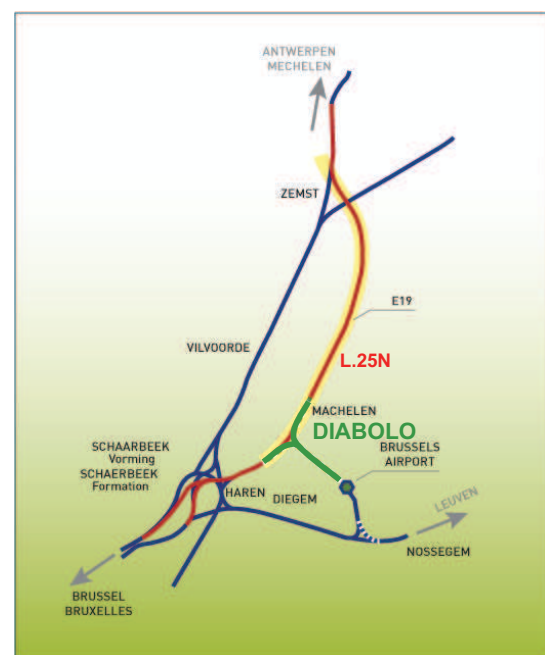 ANTWERPEN
MECHELEN
ZEMST
E19
VILVOORDE
L.25N
MACHELEN
DIABOLO
BRUSSELS
AIRPORT
SCHAARBEEK
Vorming
SCHAERBEEK
Formation
HAREN
DIEGEM
LEUVEN
NOSSEGEM
BRUSSEL
BRUXELLES